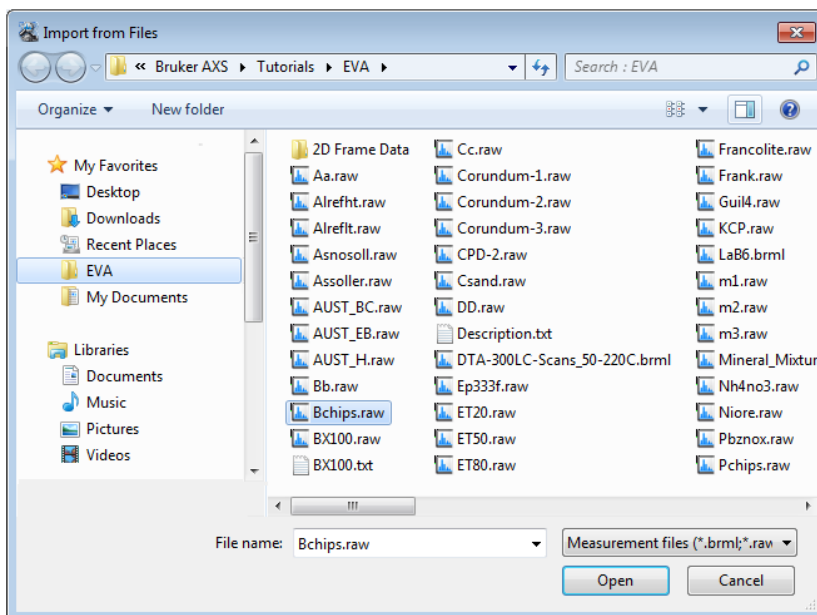 Import from Files
« Bruker AXS Tutorials EVA
Search : EVA
Organize New folder
My Favorites
Desktop
Downloads
Recent Places
EVA
My Documents
Libraries
Documents
Music
Pictures
Videos
2D Frame Data
Aa.raw
Alrefht.raw
Alreflt.raw
Asnosoll.raw
Assoller.raw
AUST_BC.raw
AUST_EB.raw
AUST_H.raw
Bb.raw
Bchips.raw
BX100.raw
BX100.txt
Cc.raw
Corundum-1.raw
Corundum-2.raw
Corundum-3.raw
CPD-2.raw
Csand.raw
DD.raw
Description.txt
DTA-300LC-Scans_50-220C.brml
Ep333f.raw
ET20.raw
ET50.raw
ET80.raw
Francolite.raw
Frank.raw
Guil4.raw
KCP.raw
LaB6.brml
m1.raw
m2.raw
m3.raw
Mineral_Mixtur
Nh4no3.raw
Niore.raw
Pbznox.raw
Pchips.raw
File name: Bchips.raw
Measurement files (*.brml;*.raw
Open Cancel